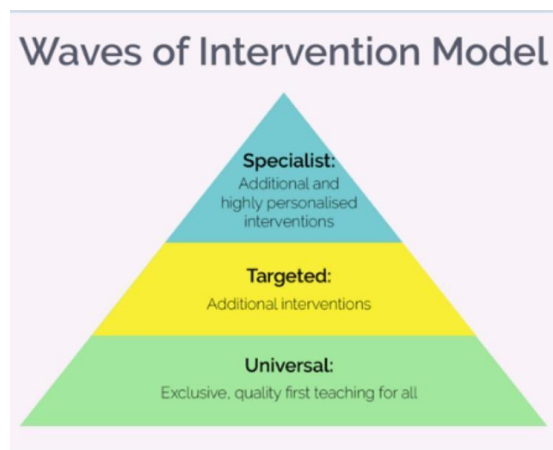 Waves of Intervention Model
Specialist:
Additional and
highly personalised
interventions
Targeted:
Additional interventions
Universal:
Exclusive, quality first teaching for all